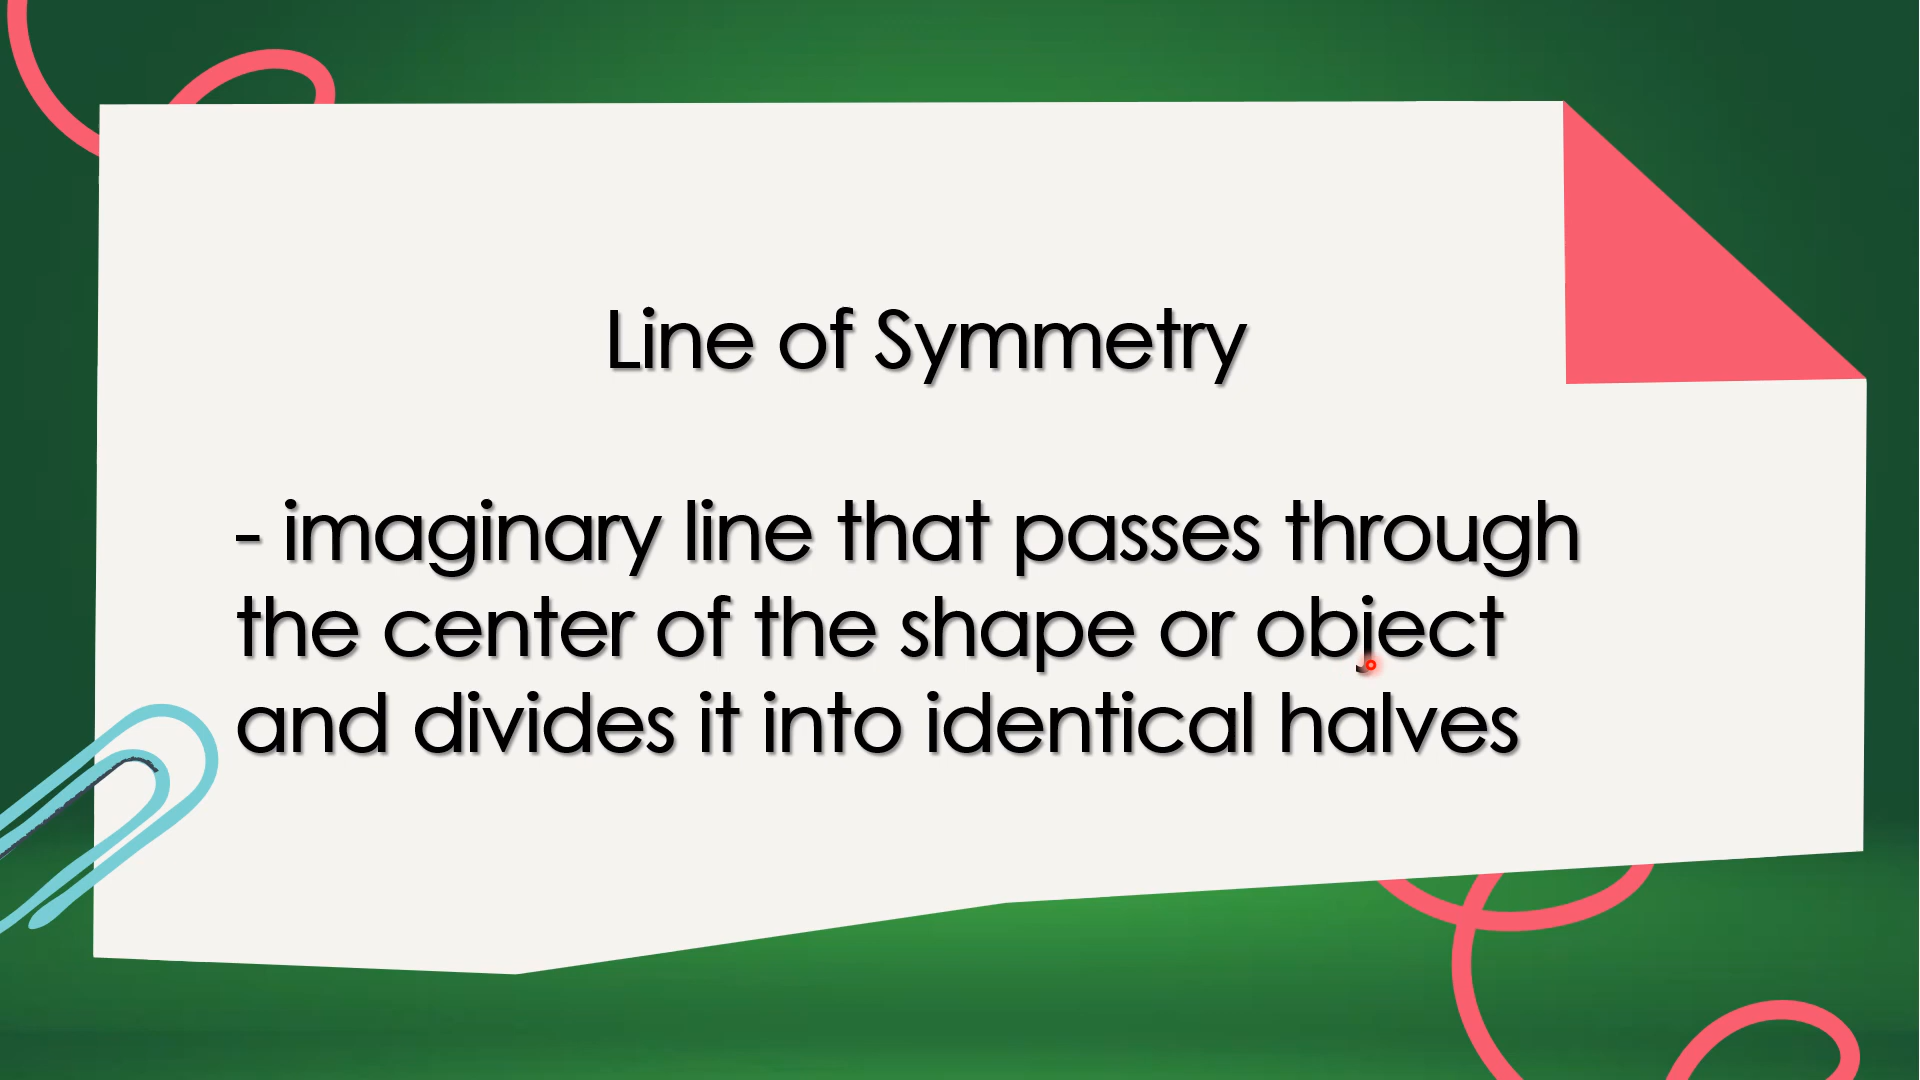 Line of Symmetry
- imaginary line that passes through
the center of the shape or object
and divides it into identical halves